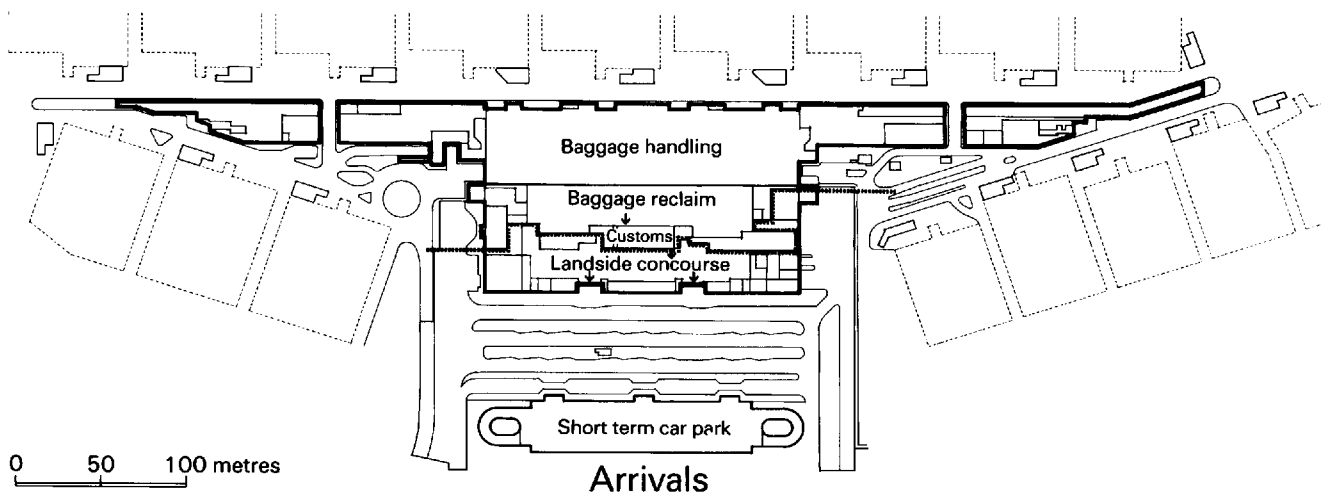 Baggage handling
Baggage reclaim
Customs
Landside concourse
Short term car park
0 50 100 metres
Arrivals